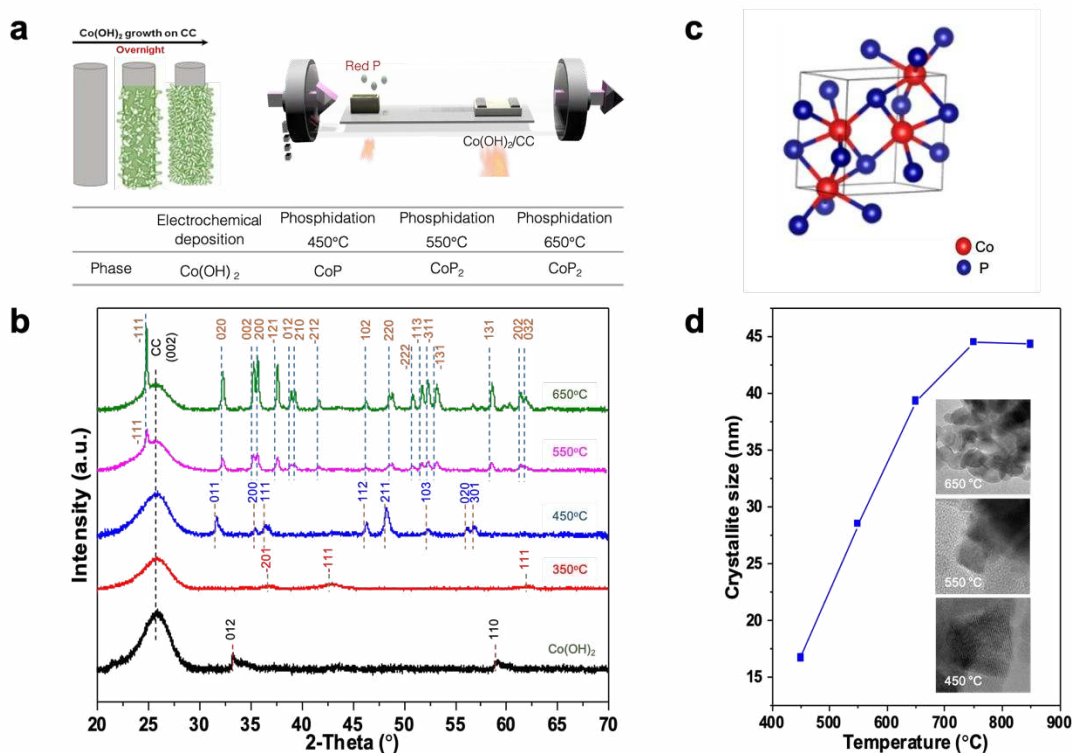 a
Co(OH)2 growth on CC
Overnight
Red P
Co(OH)2/CC
Electrochemical deposition Phosphidation 450°C Phosphidation 550°C Phosphidation 650°C
Phase Co(OH)2 CoP CoP2 CoP2
b
-111
CC
(002)
020
002
200
-121
012
210
-212
102
220
-222
-113
-311
-131
131
202
032
650°C
-111
550°C
011
200
111
112
211
103
020
301
450°C
-201
-111
111
350°C
012
110
Co(OH)2
Intensity (a.u.)
20 25 30 35 40 45 50 55 60 65 70
2-Theta (°)
c
Co
P
d
45
40
35
30
25
20
15
Crystallite size (nm)
650 °C
550 °C
450 °C
400 500 600 700 800 900
Temperature (°C)